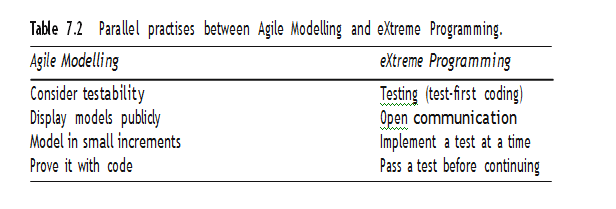 Table 7.2 Parallel practises between Agile Modelling and eXtreme Programming.
Agile Modelling eXtreme Programming
Consider testability Testing (test-first coding)
Display models publicly Open communication
Model in small increments Implement a test at a time
Prove it with code Pass a test before continuing